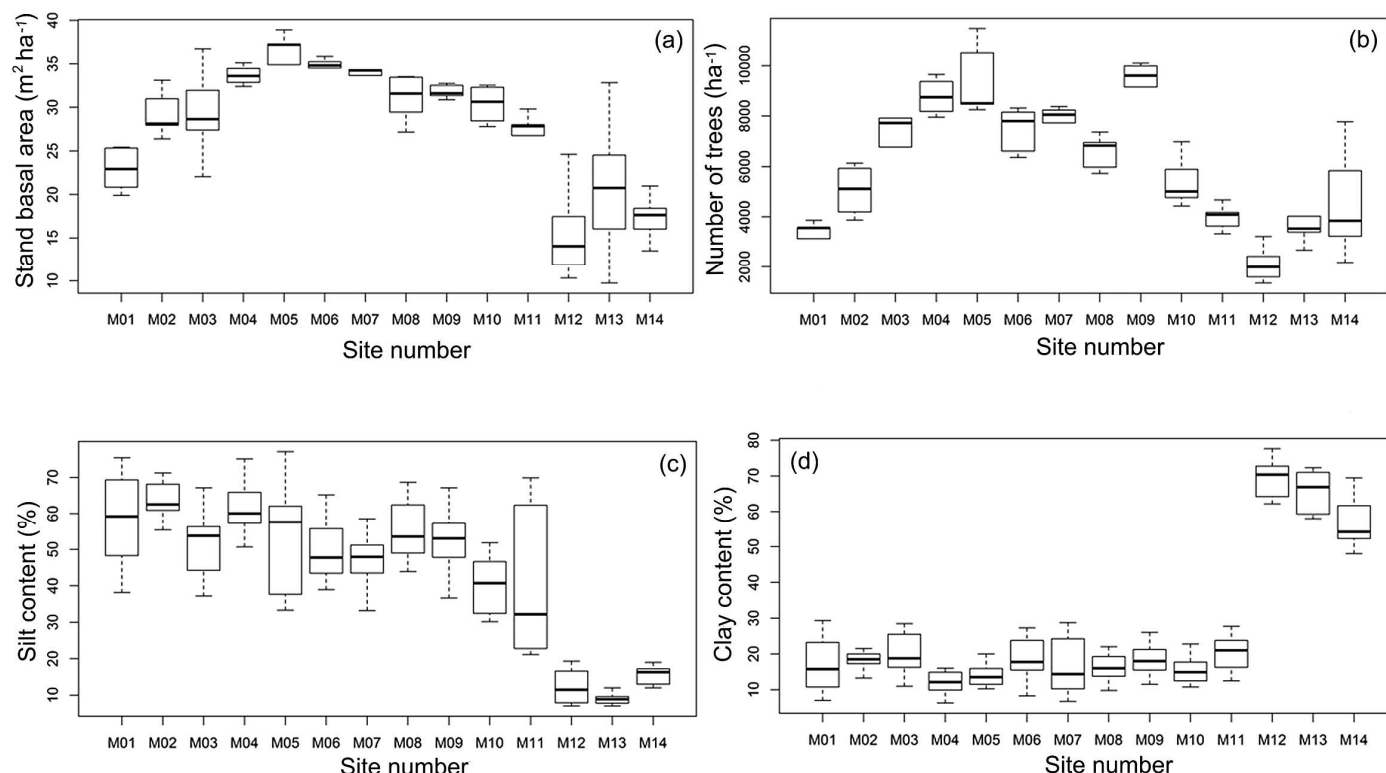 (a)
Stand basal area (m² ha⁻¹)
40
35
30
25
20
15
10
M01 M02 M03 M04 M05 M06 M07 M08 M09 M10 M11 M12 M13 M14
Site number
(b)
Number of trees (ha⁻¹)
10000
8000
6000
4000
2000
M01 M02 M03 M04 M05 M06 M07 M08 M09 M10 M11 M12 M13 M14
Site number
(c)
Silt content (%)
70
60
50
40
30
20
10
M01 M02 M03 M04 M05 M06 M07 M08 M09 M10 M11 M12 M13 M14
Site number
(d)
Clay content (%)
80
70
60
50
40
30
20
10
M01 M02 M03 M04 M05 M06 M07 M08 M09 M10 M11 M12 M13 M14
Site number